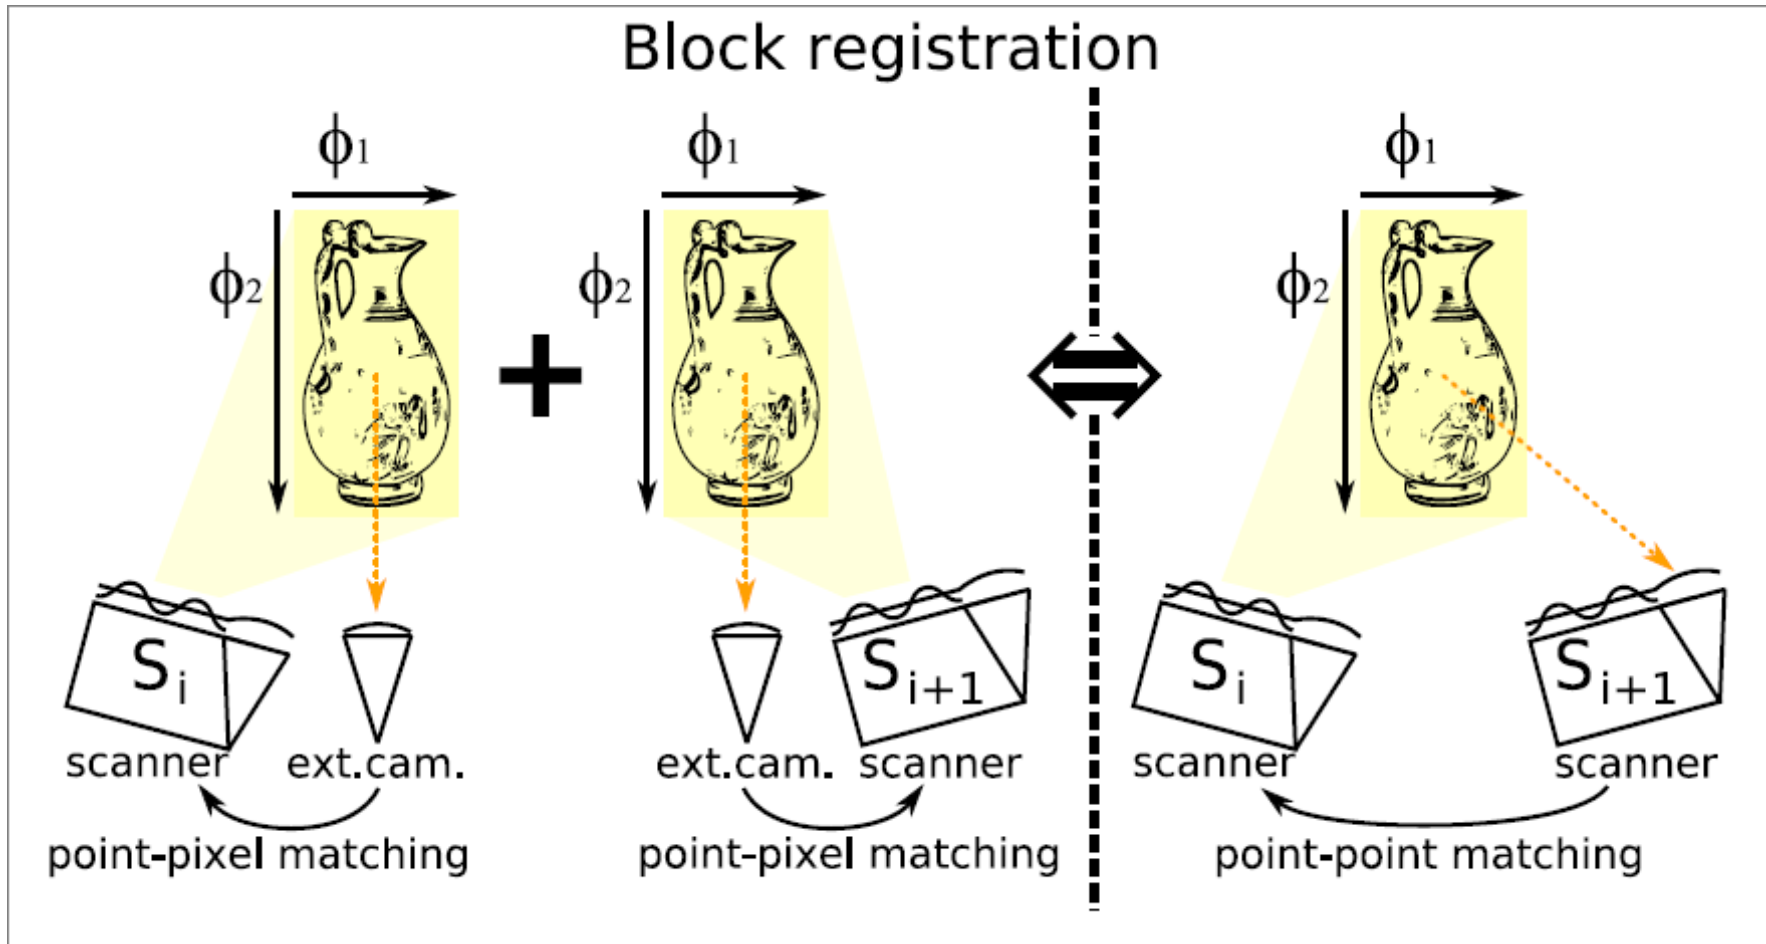 Block registration
ϕ1 ϕ1 ϕ1
ϕ2 ϕ2 ϕ2
+
Si Si+1 Si Si+1
scanner ext.cam. ext.cam. scanner scanner scanner
point-pixel matching point-pixel matching point-point matching